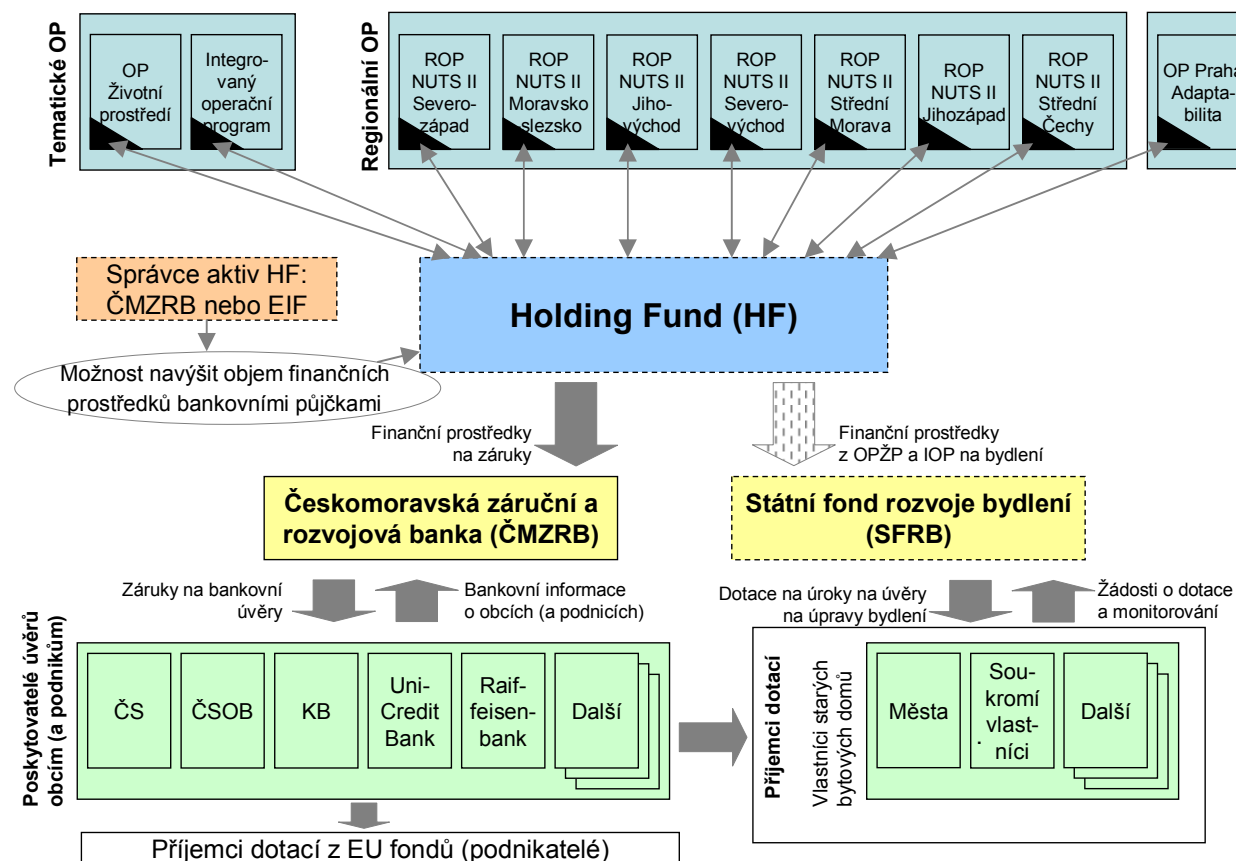 Tematické OP
OP
Životní
prostředí
Integro-
vaný
operační
program
Regionální OP
ROP
NUTS II
Severo-
západ
ROP
NUTS II
Moravsko
slezsko
ROP
NUTS II
Jiho-
východ
ROP
NUTS II
Severo-
východ
ROP
NUTS II
Střední
Morava
ROP
NUTS II
Jihozápad
ROP
NUTS II
Střední
Čechy
OP Praha
Adapta-
bilita
Správce aktiv HF:
ČMZRB nebo EIF
Holding Fund (HF)
Možnost navýšit objem finančních
prostředků bankovními půjčkami
Finanční prostředky
na záruky
Finanční prostředky
z OPŽP a IOP na bydlení
Českomoravská záruční a
rozvojová banka (ČMZRB)
Státní fond rozvoje bydlení
(SFRB)
Záruky na bankovní
úvěry
Bankovní informace
o obcích (a podnicích)
Dotace na úroky na úvěry
na úpravy bydlení
Žádosti o dotace
a monitorování
Poskytovatelé úvěrů
obcím (a podnikům)
ČS
ČSOB
KB
Uni-
Credit
Bank
Raif-
feisen-
bank
Další
Příjemci dotací
Vlastníci starých
bytových domů
Města
Sou-
kromí
vlast-
níci
Další
Příjemci dotací z EU fondů (podnikatelé)